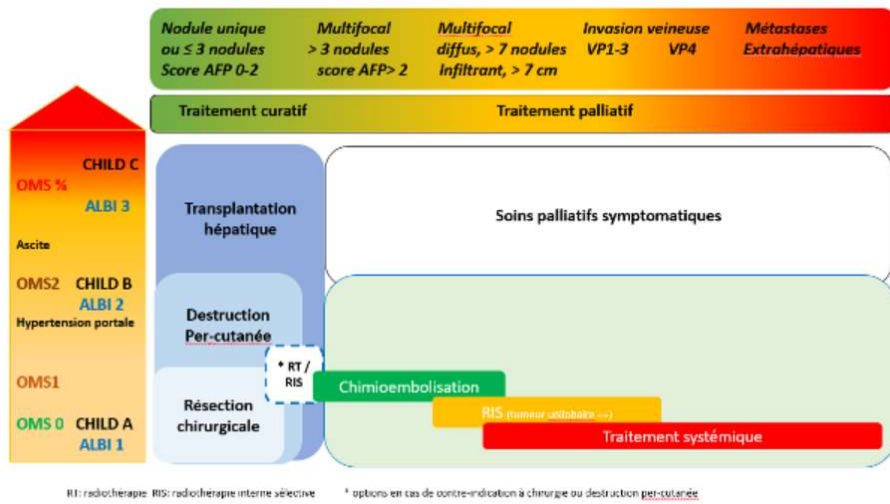 Nodule unique
ou ≤ 3 nodules
Score AFP 0-2
Multifocal
> 3 nodules
score AFP> 2
Multifocal
diffus, > 7 nodules
Infiltrant, > 7 cm
Invasion veineuse
VP1-3 VP4
Métastases
Extrahépatiques
Traitement curatif
Traitement palliatif
CHILD C
OMS ¾
ALBI 3
Ascite
OMS2 CHILD B
ALBI 2
Hypertension portale
OMS1
OMS 0 CHILD A
ALBI 1
Transplantation
hépatique
Soins palliatifs symptomatiques
Destruction
Per-cutanée
* RT /
RIS
Résection
chirurgicale
Chimioembolisation
RIS (tumeur unilobaire ++)
Traitement systémique
RT: radiothérapie RIS: radiothérapie interne sélective
* options en cas de contre-indication à chirurgie ou destruction per-cutanée